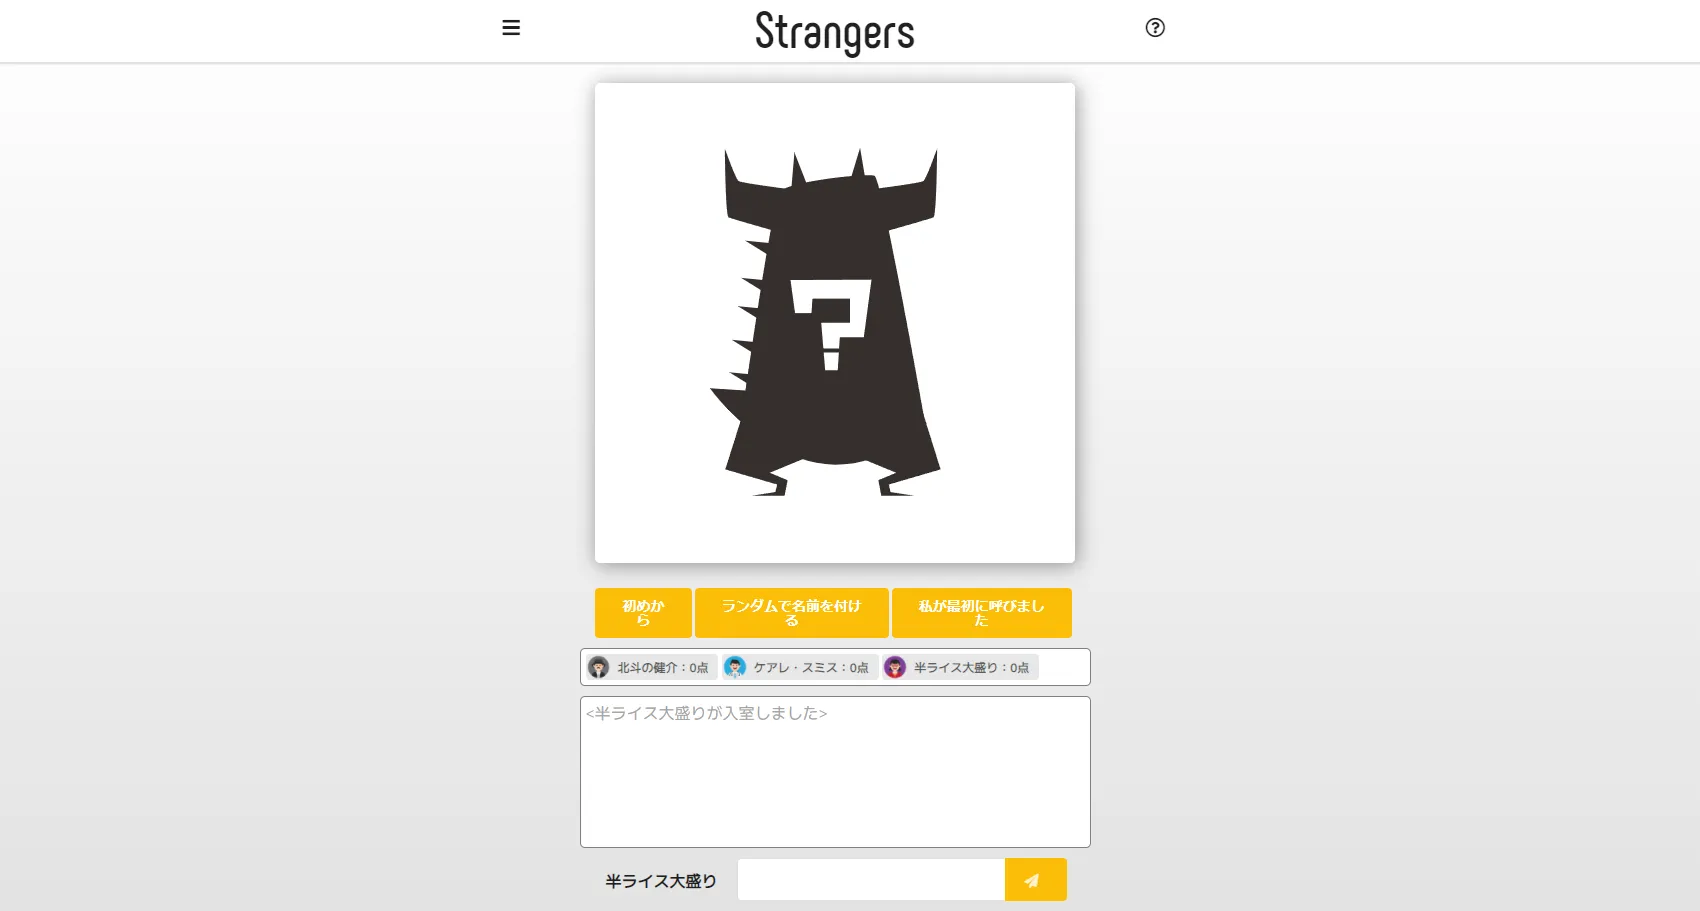 Strangers
?
初めか
ら
ランダムで名前を付け
る
私が最初に呼びまし
た
北斗の健介：0点
ケアレ・スミス：0点
半ライス大盛り：0点
<半ライス大盛りが入室しました>
半ライス大盛り